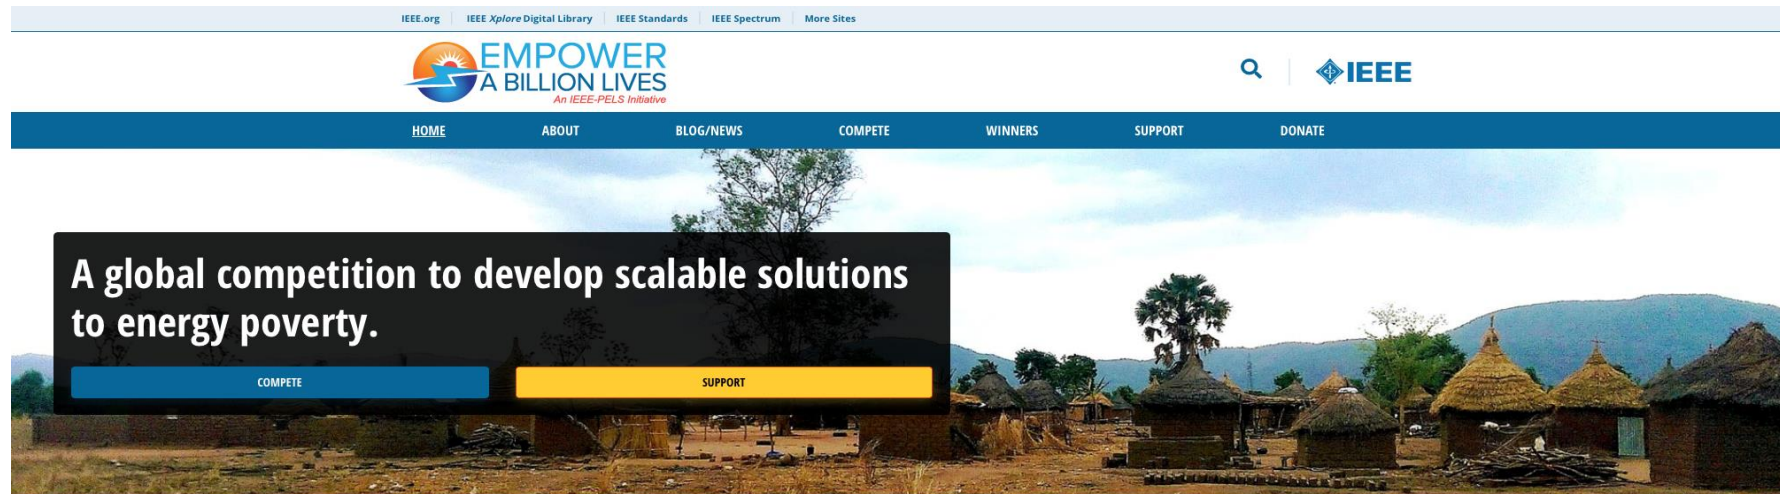 IEEE.org IEEE Xplore Digital Library IEEE Standards IEEE Spectrum More Sites
EMPOWER
A BILLION LIVES
An IEEE-PELS Initiative
IEEE
HOME ABOUT BLOG/NEWS COMPETE WINNERS SUPPORT DONATE
A global competition to develop scalable solutions
to energy poverty.
COMPETE SUPPORT